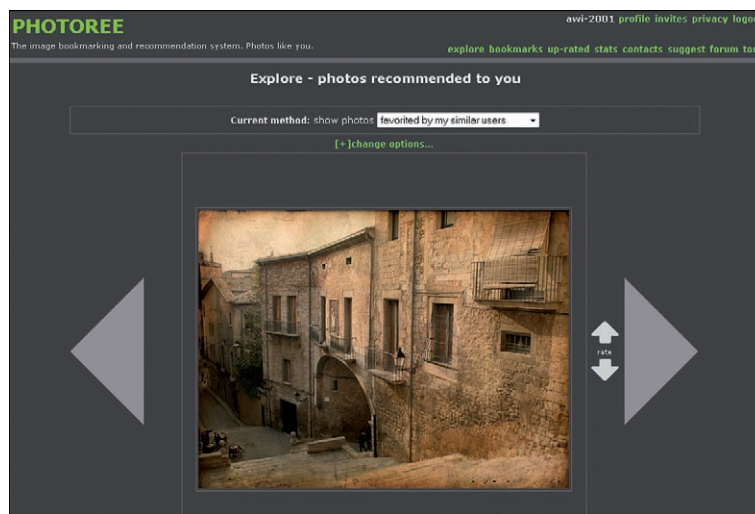 PHOTOREE
awi-2001 profile invites privacy logou
The image bookmarking and recommendation system. Photos like you.
explore bookmarks up-rated stats contacts suggest forum tou
Explore - photos recommended to you
Current method: show photos favorited by my similar users
[+]change options...
rate